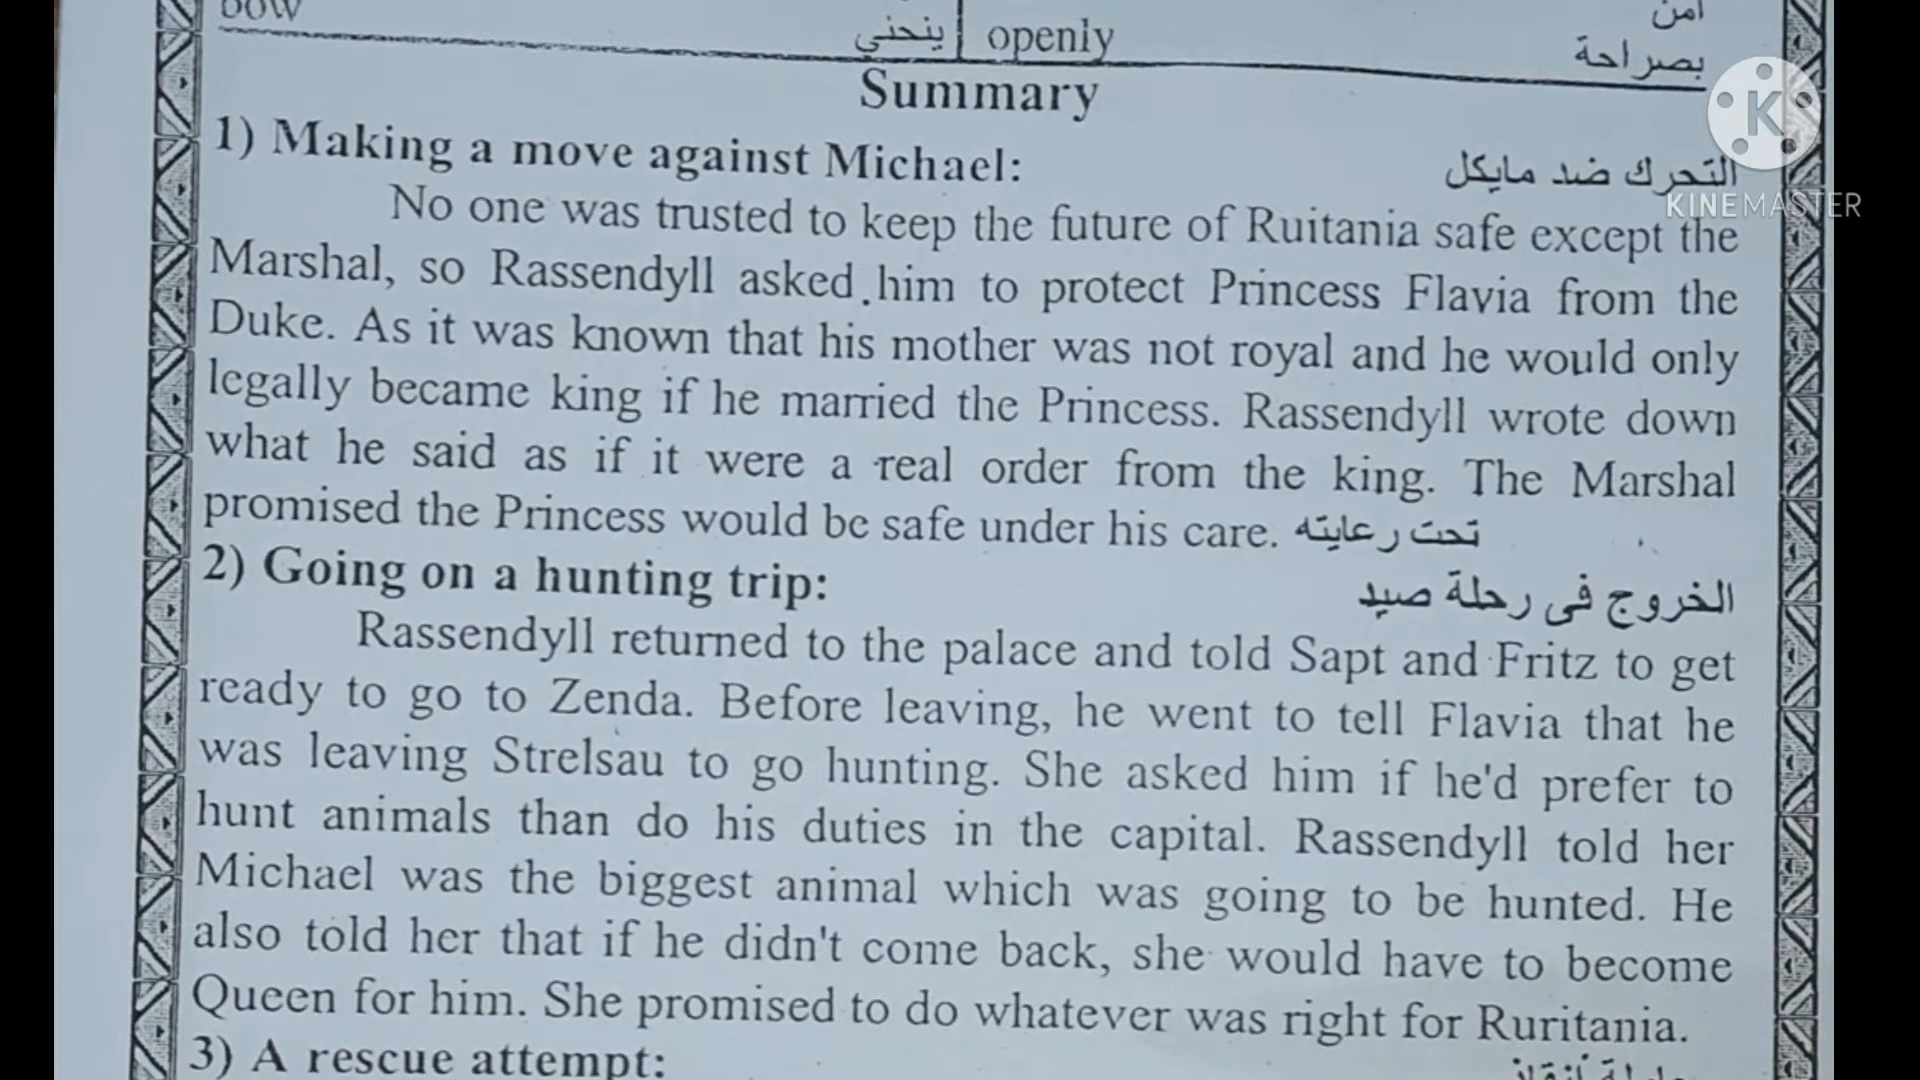 bow ينحني openly بصراحة
امن
Summary
1) Making a move against Michael: التحرك ضد مايكل
No one was trusted to keep the future of Ruitania safe except the
Marshal, so Rassendyll asked him to protect Princess Flavia from the
Duke. As it was known that his mother was not royal and he would only
legally became king if he married the Princess. Rassendyll wrote down
what he said as if it were a real order from the king. The Marshal
promised the Princess would be safe under his care. تحت رعايته
2) Going on a hunting trip: الخروج فى رحلة صيد
Rassendyll returned to the palace and told Sapt and Fritz to get
ready to go to Zenda. Before leaving, he went to tell Flavia that he
was leaving Strelsau to go hunting. She asked him if he'd prefer to
hunt animals than do his duties in the capital. Rassendyll told her
Michael was the biggest animal which was going to be hunted. He
also told her that if he didn't come back, she would have to become
Queen for him. She promised to do whatever was right for Ruritania.
3) A rescue attempt:
K
KINEMASTER